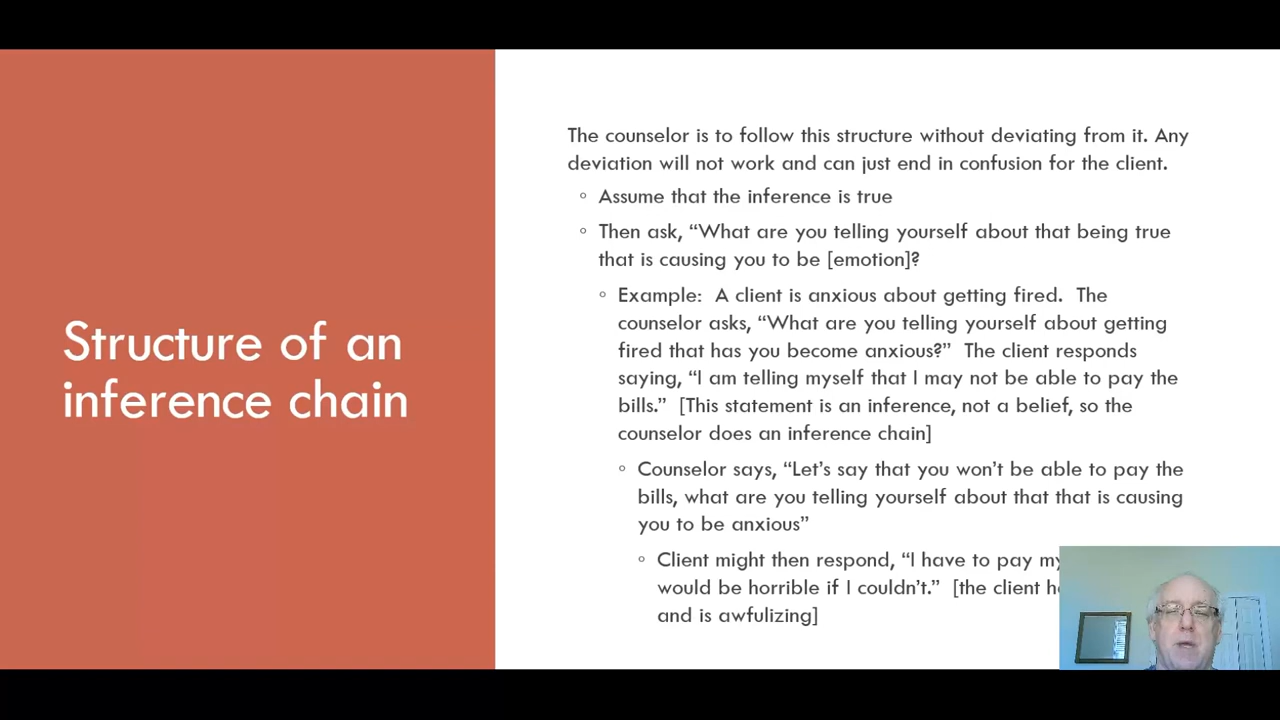 Structure of an
inference chain
The counselor is to follow this structure without deviating from it. Any
deviation will not work and can just end in confusion for the client.
◦ Assume that the inference is true
◦ Then ask, “What are you telling yourself about that being true
that is causing you to be [emotion]?
◦ Example: A client is anxious about getting fired. The
counselor asks, “What are you telling yourself about getting
fired that has you become anxious?” The client responds
saying, “I am telling myself that I may not be able to pay the
bills.” [This statement is an inference, not a belief, so the
counselor does an inference chain]
◦ Counselor says, “Let’s say that you won’t be able to pay the
bills, what are you telling yourself about that that is causing
you to be anxious”
◦ Client might then respond, “I have to pay
would be horrible if I couldn’t.” [the client
and is awfulizing]